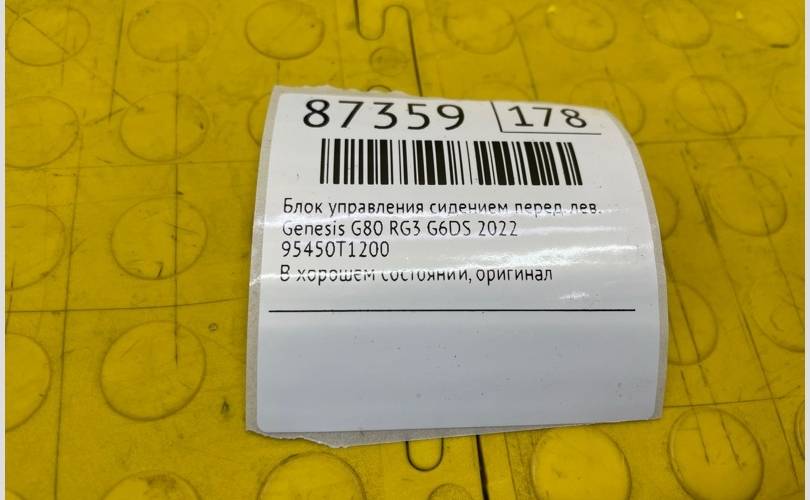 87359 178
Блок управления сидением перед. лев.
Genesis G80 RG3 G6DS 2022
95450T1200
В хорошем состоянии, оригинал